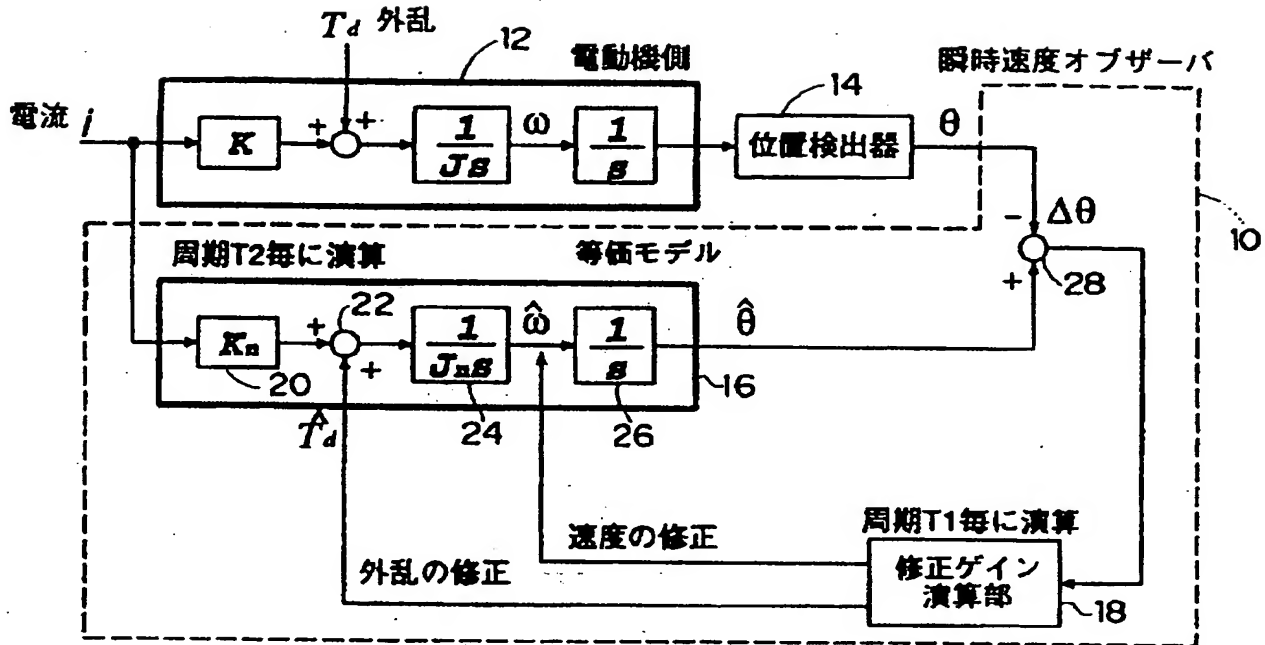 Td 外乱
12
電動機側
瞬時速度オブザーバ
電流 i
K
+
+
1/Js
ω
1/s
14
位置検出器
θ
-
Δθ
10
周期T2毎に演算
等価モデル
28
+
Kn
20
+
22
+
1/Jns
24
ω̂
1/s
26
θ̂
16
T̂d
速度の修正
外乱の修正
周期T1毎に演算
修正ゲイン
演算部
18